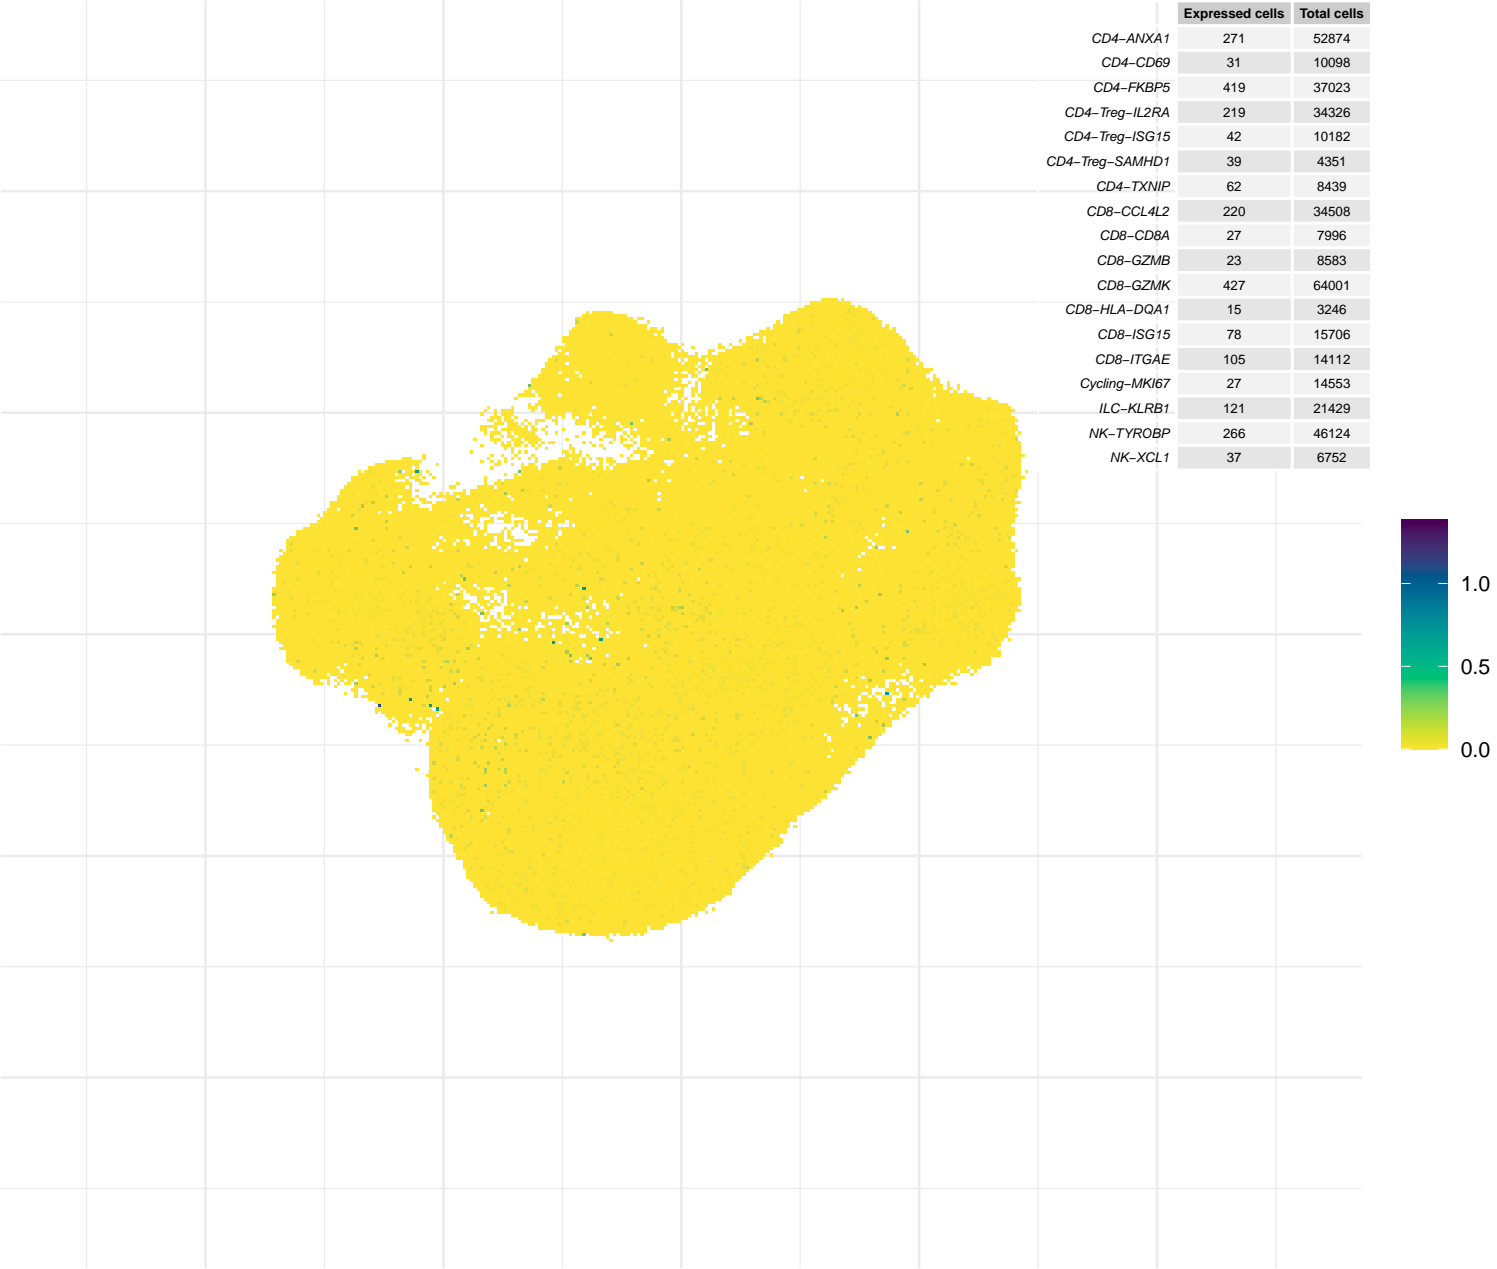 Expressed cells Total cells
CD4−ANXA1 271 52874
CD4−CD69 31 10098
CD4−FKBP5 419 37023
CD4−Treg−IL2RA 219 34326
CD4−Treg−ISG15 42 10182
CD4−Treg−SAMHD1 39 4351
CD4−TXNIP 62 8439
CD8−CCL4L2 220 34508
CD8−CD8A 27 7996
CD8−GZMB 23 8583
CD8−GZMK 427 64001
CD8−HLA−DQA1 15 3246
CD8−ISG15 78 15706
CD8−ITGAE 105 14112
Cycling−MKI67 27 14553
ILC−KLRB1 121 21429
NK−TYROBP 266 46124
NK−XCL1 37 6752
1.0
0.5
0.0